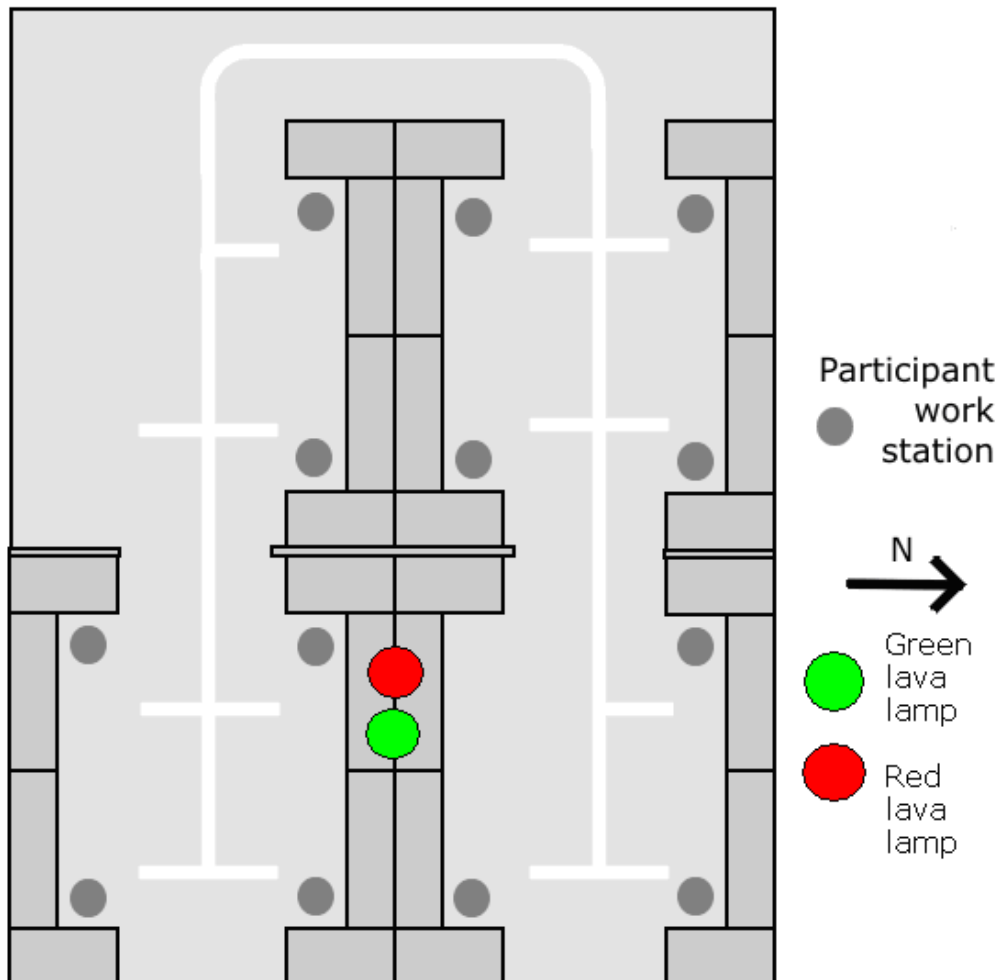 Participant
work
station
N
Green
lava
lamp
Red
lava
lamp